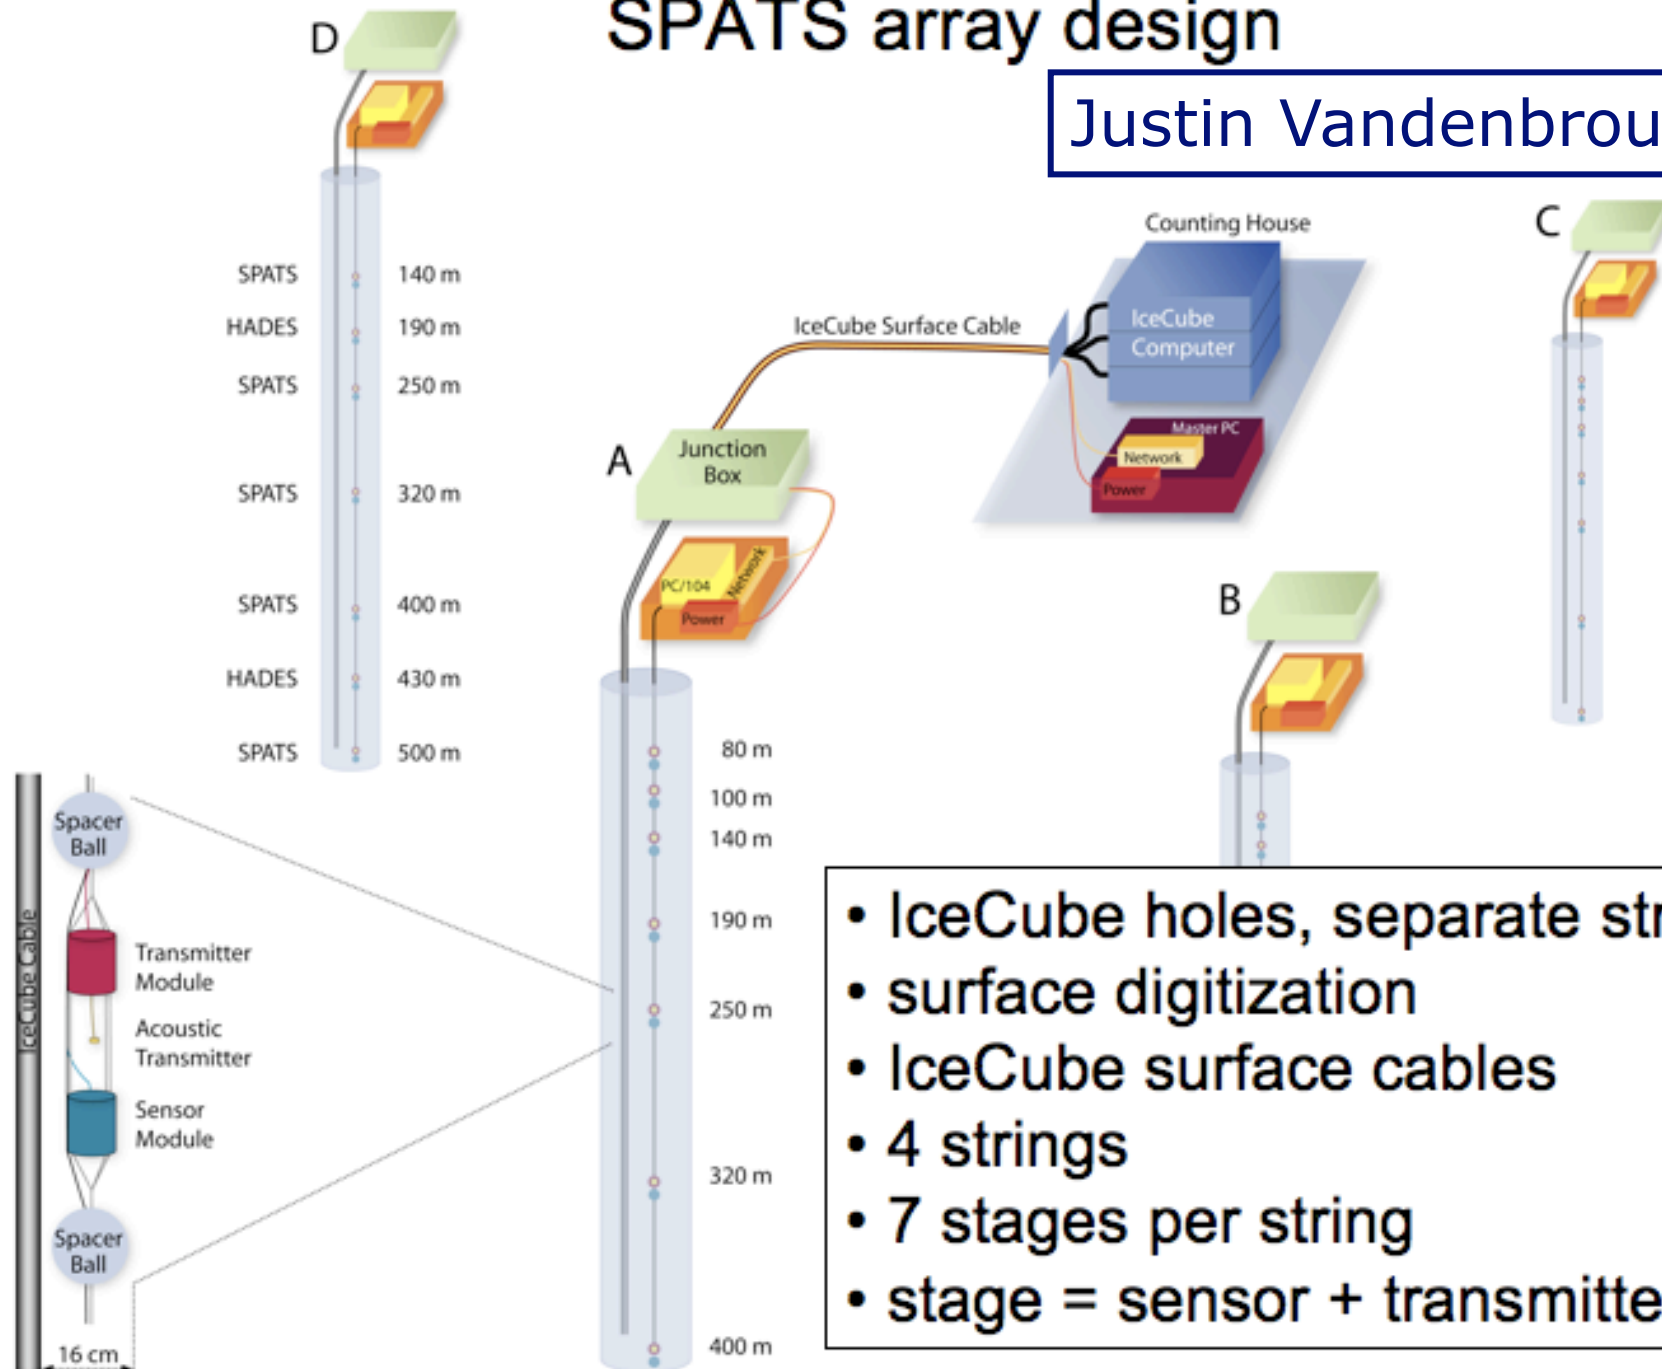 SPATS array design
Justin Vandenbrou
D
SPATS 140 m
HADES 190 m
SPATS 250 m
SPATS 320 m
SPATS 400 m
HADES 430 m
SPATS 500 m
Counting House
IceCube Surface Cable
IceCube
Computer
Master PC
Network
Power
C
A
Junction
Box
PC/104
Network
Power
B
80 m
100 m
140 m
190 m
250 m
320 m
400 m
Spacer
Ball
IceCube Cable
Transmitter
Module
Acoustic
Transmitter
Sensor
Module
Spacer
Ball
16 cm
• IceCube holes, separate str
• surface digitization
• IceCube surface cables
• 4 strings
• 7 stages per string
• stage = sensor + transmitte